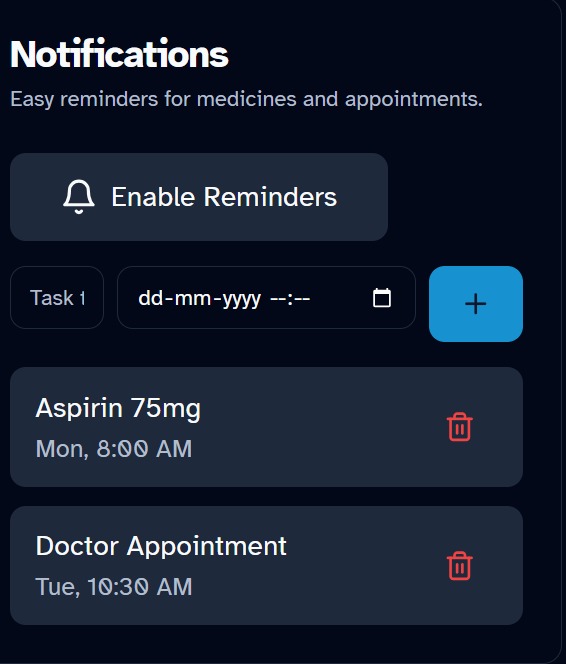 Notifications
Easy reminders for medicines and appointments.
Enable Reminders
Task t dd-mm-yyyy --:--
Aspirin 75mg
Mon, 8:00 AM
Doctor Appointment
Tue, 10:30 AM